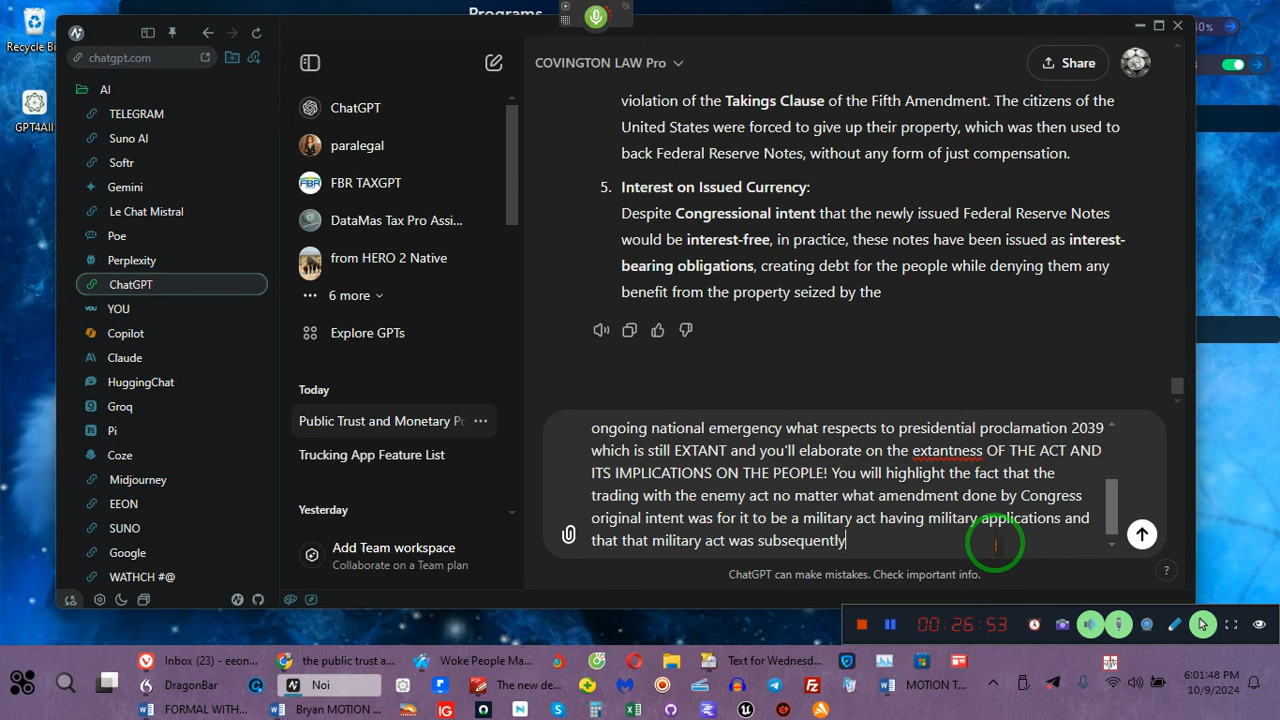 Programs
Recycle Bi
GPT4All
40%
chatgpt.com
AI
TELEGRAM
Suno AI
Softr
Gemini
Le Chat Mistral
Poe
Perplexity
ChatGPT
YOU
Copilot
Claude
HuggingChat
Groq
Pi
Coze
Midjourney
EEON
SUNO
Google
WATHCH #@
ChatGPT
paralegal
FBR TAXGPT
DataMas Tax Pro Assi...
from HERO 2 Native
6 more
Explore GPTs
Today
Public Trust and Monetary Po
Trucking App Feature List
Yesterday
Add Team workspace
Collaborate on a Team plan
COVINGTON LAW Pro
Share
violation of the Takings Clause of the Fifth Amendment. The citizens of the
United States were forced to give up their property, which was then used to
back Federal Reserve Notes, without any form of just compensation.
5. Interest on Issued Currency:
Despite Congressional intent that the newly issued Federal Reserve Notes
would be interest-free, in practice, these notes have been issued as interest-
bearing obligations, creating debt for the people while denying them any
benefit from the property seized by the
ongoing national emergency what respects to presidential proclamation 2039
which is still EXTANT and you'll elaborate on the extantness OF THE ACT AND
ITS IMPLICATIONS ON THE PEOPLE! You will highlight the fact that the
trading with the enemy act no matter what amendment done by Congress
original intent was for it to be a military act having military applications and
that that military act was subsequently
ChatGPT can make mistakes. Check important info.
?
00:26:53
Inbox (23) - eeon...
the public trust a...
Woke People Ma...
Text for Wednesd...
DragonBar
Noi
The new de...
MOTION T...
FORMAL WITH...
Bryan MOTION ...
6:01:48 PM
10/9/2024